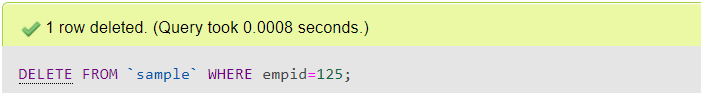 1 row deleted. (Query took 0.0008 seconds.)
DELETE FROM `sample` WHERE empid=125;